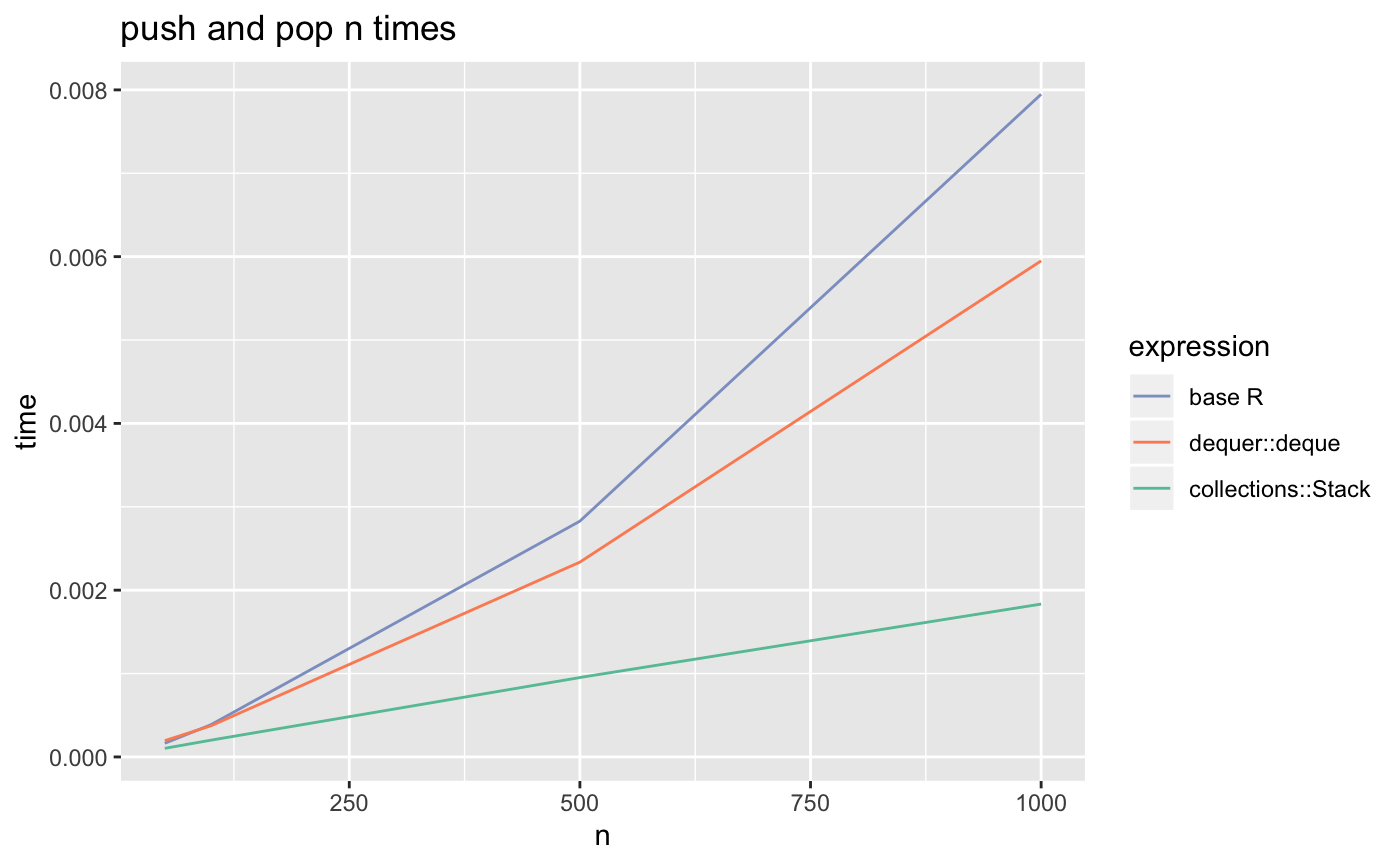 push and pop n times
0.008
0.006
0.004
0.002
0.000
time
250 500 750 1000
n
expression
base R
dequer::deque
collections::Stack